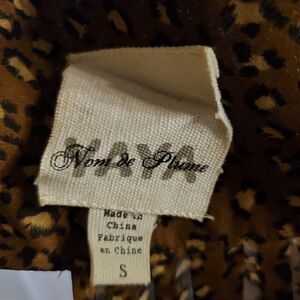 YAYA
Nom de Plume
Made in
China
Fabriqué
en Chine
S